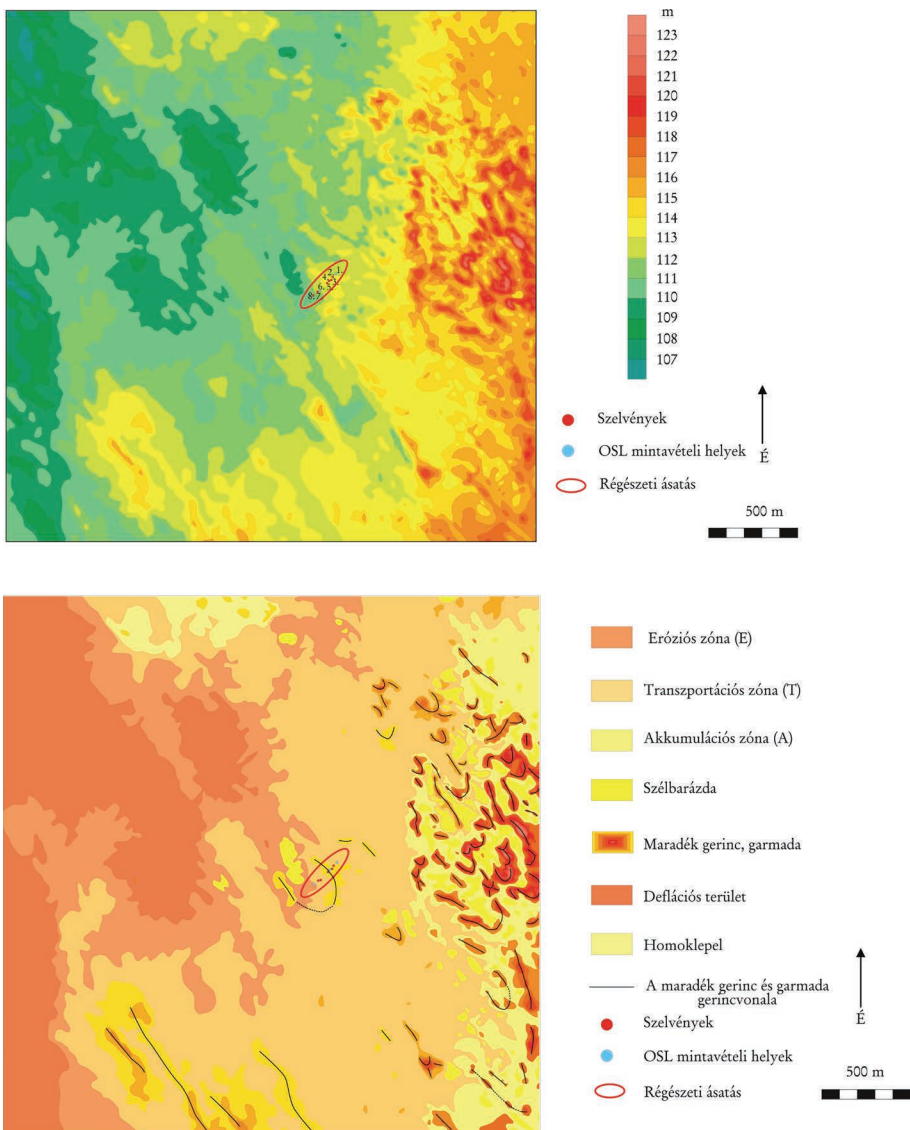 m
123
122
121
120
119
118
117
116
115
114
113
112
111
110
109
108
107
Szelvények
OSL mintavételi helyek
Régészeti ásatás
É
500 m
Eróziós zóna (E)
Transzportációs zóna (T)
Akkumulációs zóna (A)
Szélbarázda
Maradék gerinc, garmada
Deflációs terület
Homoklepel
A maradék gerinc és garmada
gerincvonala
Szelvények
OSL mintavételi helyek
Régészeti ásatás
É
500 m